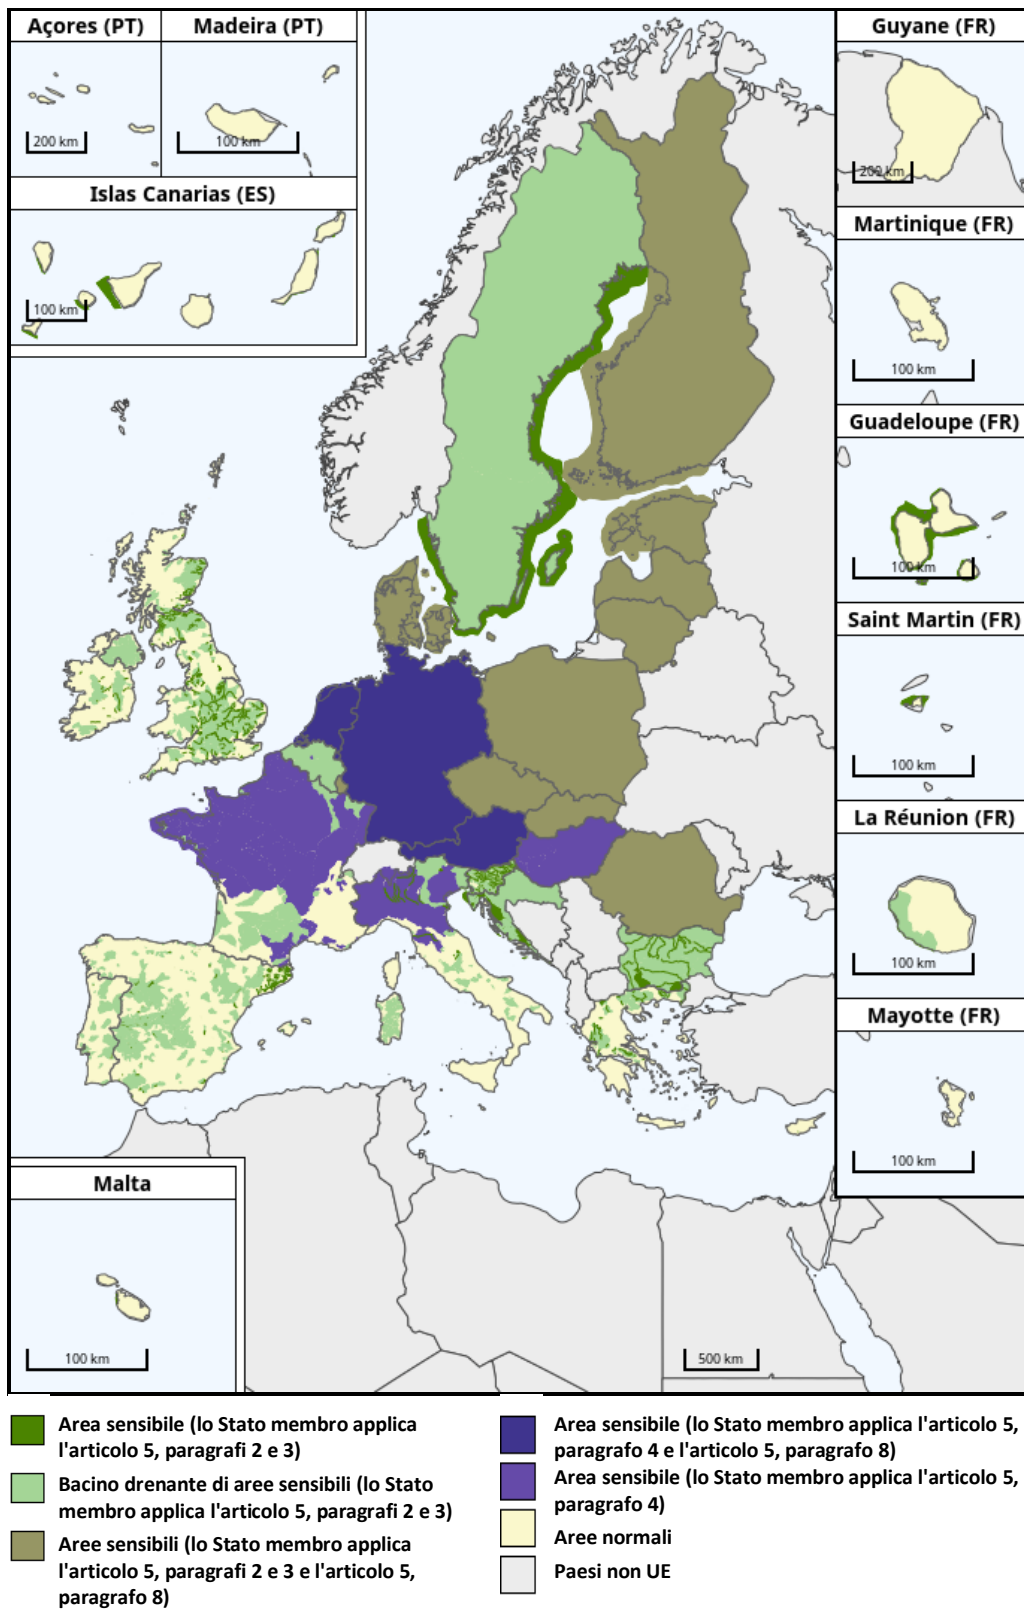 Açores (PT)
Madeira (PT)
200 km
100 km
Islas Canarias (ES)
100 km
Guyane (FR)
200 km
Martinique (FR)
100 km
Guadeloupe (FR)
100 km
Saint Martin (FR)
100 km
La Réunion (FR)
100 km
Mayotte (FR)
100 km
Malta
100 km
500 km
Area sensibile (lo Stato membro applica
l'articolo 5, paragrafi 2 e 3)
Bacino drenante di aree sensibili (lo Stato
membro applica l'articolo 5, paragrafi 2 e 3)
Aree sensibili (lo Stato membro applica
l'articolo 5, paragrafi 2 e 3 e l'articolo 5,
paragrafo 8)
Area sensibile (lo Stato membro applica l'articolo 5,
paragrafo 4 e l'articolo 5, paragrafo 8)
Area sensibile (lo Stato membro applica l'articolo 5,
paragrafo 4)
Aree normali
Paesi non UE